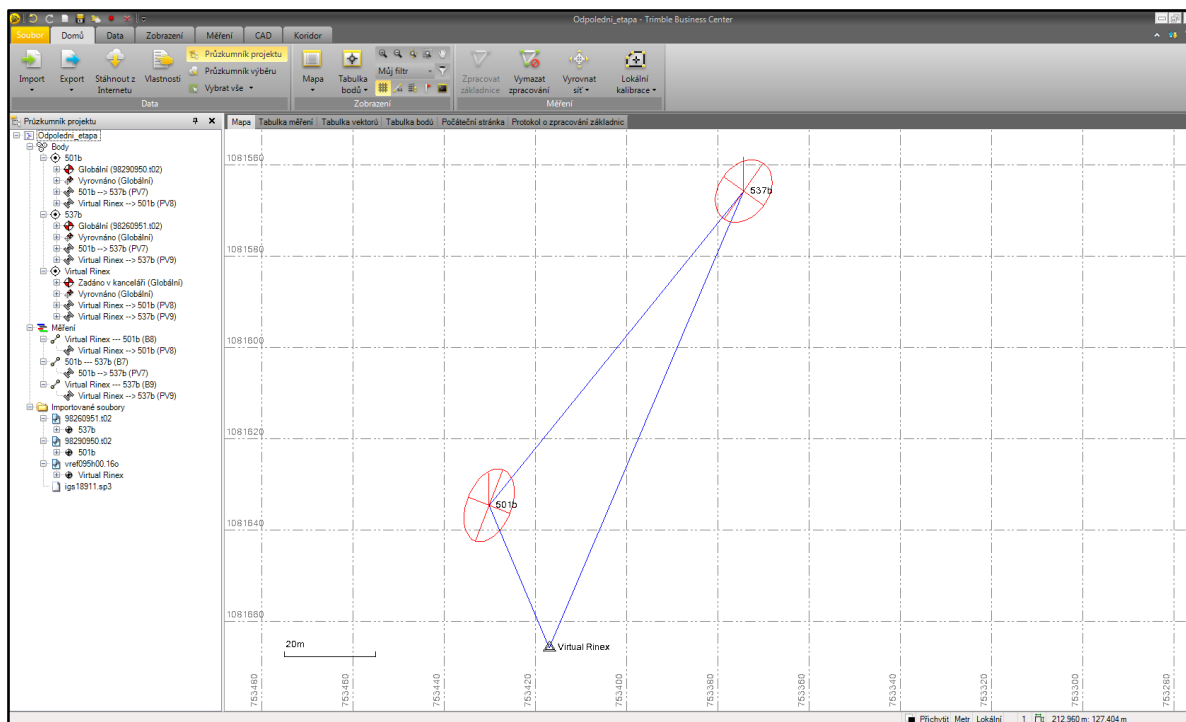 Odpoledni_etapa - Trimble Business Center
Soubor Domů Data Zobrazení Měření CAD Koridor
Import Export Stáhnout z Internetu Vlastnosti
Průzkumník projektu
Průzkumník výběru
Vybrat vše
Data
Mapa Tabulka bodů
Můj filtr
Zobrazení
Zpracovat základnice Vymazat zpracování Vyrovnat síť Lokální kalibrace
Měření
Průzkumník projektu
Mapa Tabulka měření Tabulka vektorů Tabulka bodů Počáteční stránka Protokol o zpracování základnic
Odpoledni_etapa
Body
501b
Globální (98290950.t02)
Vyrovnáno (Globální)
501b --> 537b (PV7)
Virtual Rinex --> 501b (PV8)
537b
Globální (98260951.t02)
Vyrovnáno (Globální)
501b --> 537b (PV7)
Virtual Rinex --> 537b (PV9)
Virtual Rinex
Zadáno v kanceláři (Globální)
Vyrovnáno (Globální)
Virtual Rinex --> 501b (PV8)
Virtual Rinex --> 537b (PV9)
Měření
Virtual Rinex --- 501b (B8)
Virtual Rinex --> 501b (PV8)
501b --- 537b (B7)
501b --> 537b (PV7)
Virtual Rinex --- 537b (B9)
Virtual Rinex --> 537b (PV9)
Importované soubory
98260951.t02
537b
98290950.t02
501b
vref095h00.16o
Virtual Rinex
igs18911.sp3
1081560
537b
1081580
1081600
1081620
501b
1081640
1081660
20m
Virtual Rinex
753480
753460
753440
753420
753400
753380
753360
753340
753320
753300
753280
Přichytit Metr Lokální 1 212.960 m; 127.404 m